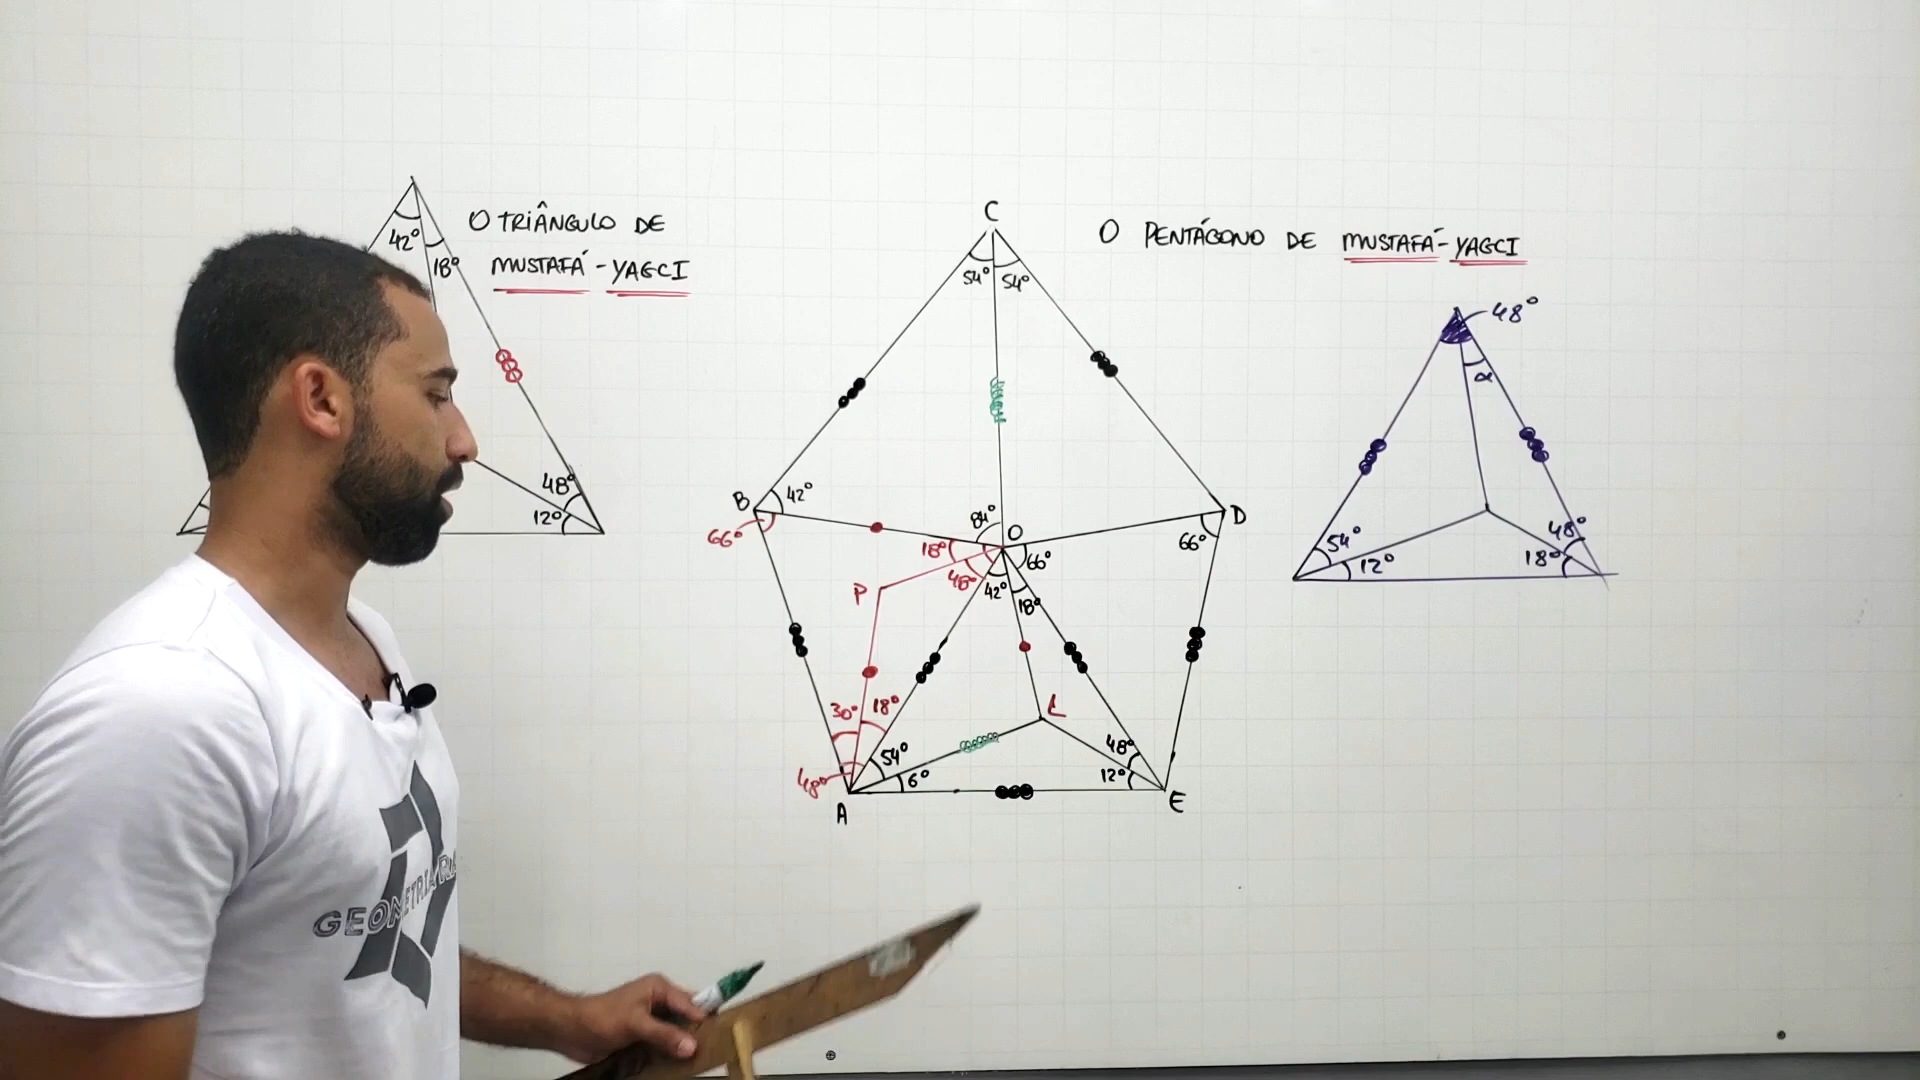 O TRIÂNGULO DE
MUSTAFÁ-YAGCI
42°
18°
48°
12°
C
54° 54°
B
42°
66°
84°
O
18°
66°
48°
42°
18°
P
D
66°
L
30° 18°
48°
54°
6°
48°
12°
A
E
O PENTÁGONO DE MUSTAFÁ-YAGCI
48°
α
54°
12°
48°
18°
GEOMETRIA